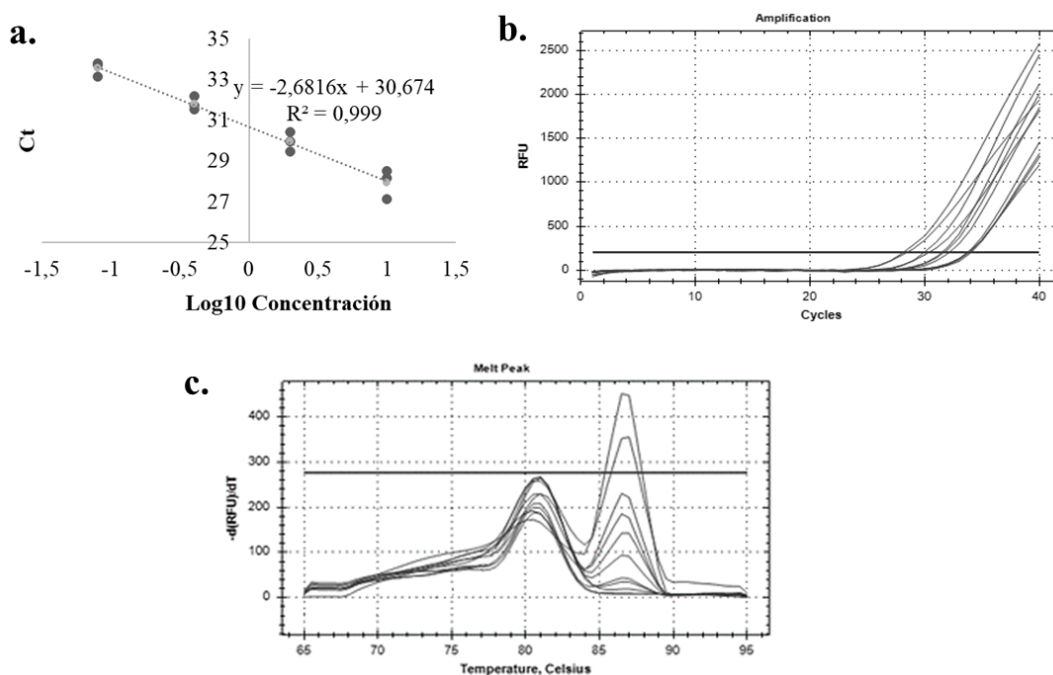 a.
35
33
31
29
27
25
y = -2,6816x + 30,674
R² = 0,999
Ct
-1,5 -1 -0,5 0 0,5 1 1,5
Log10 Concentración
b.
Amplification
2500
2000
1500
1000
500
0
RFU
0 10 20 30 40
Cycles
c.
Melt Peak
400
300
200
100
0
-d(RFU)/dT
65 70 75 80 85 90 95
Temperature, Celsius